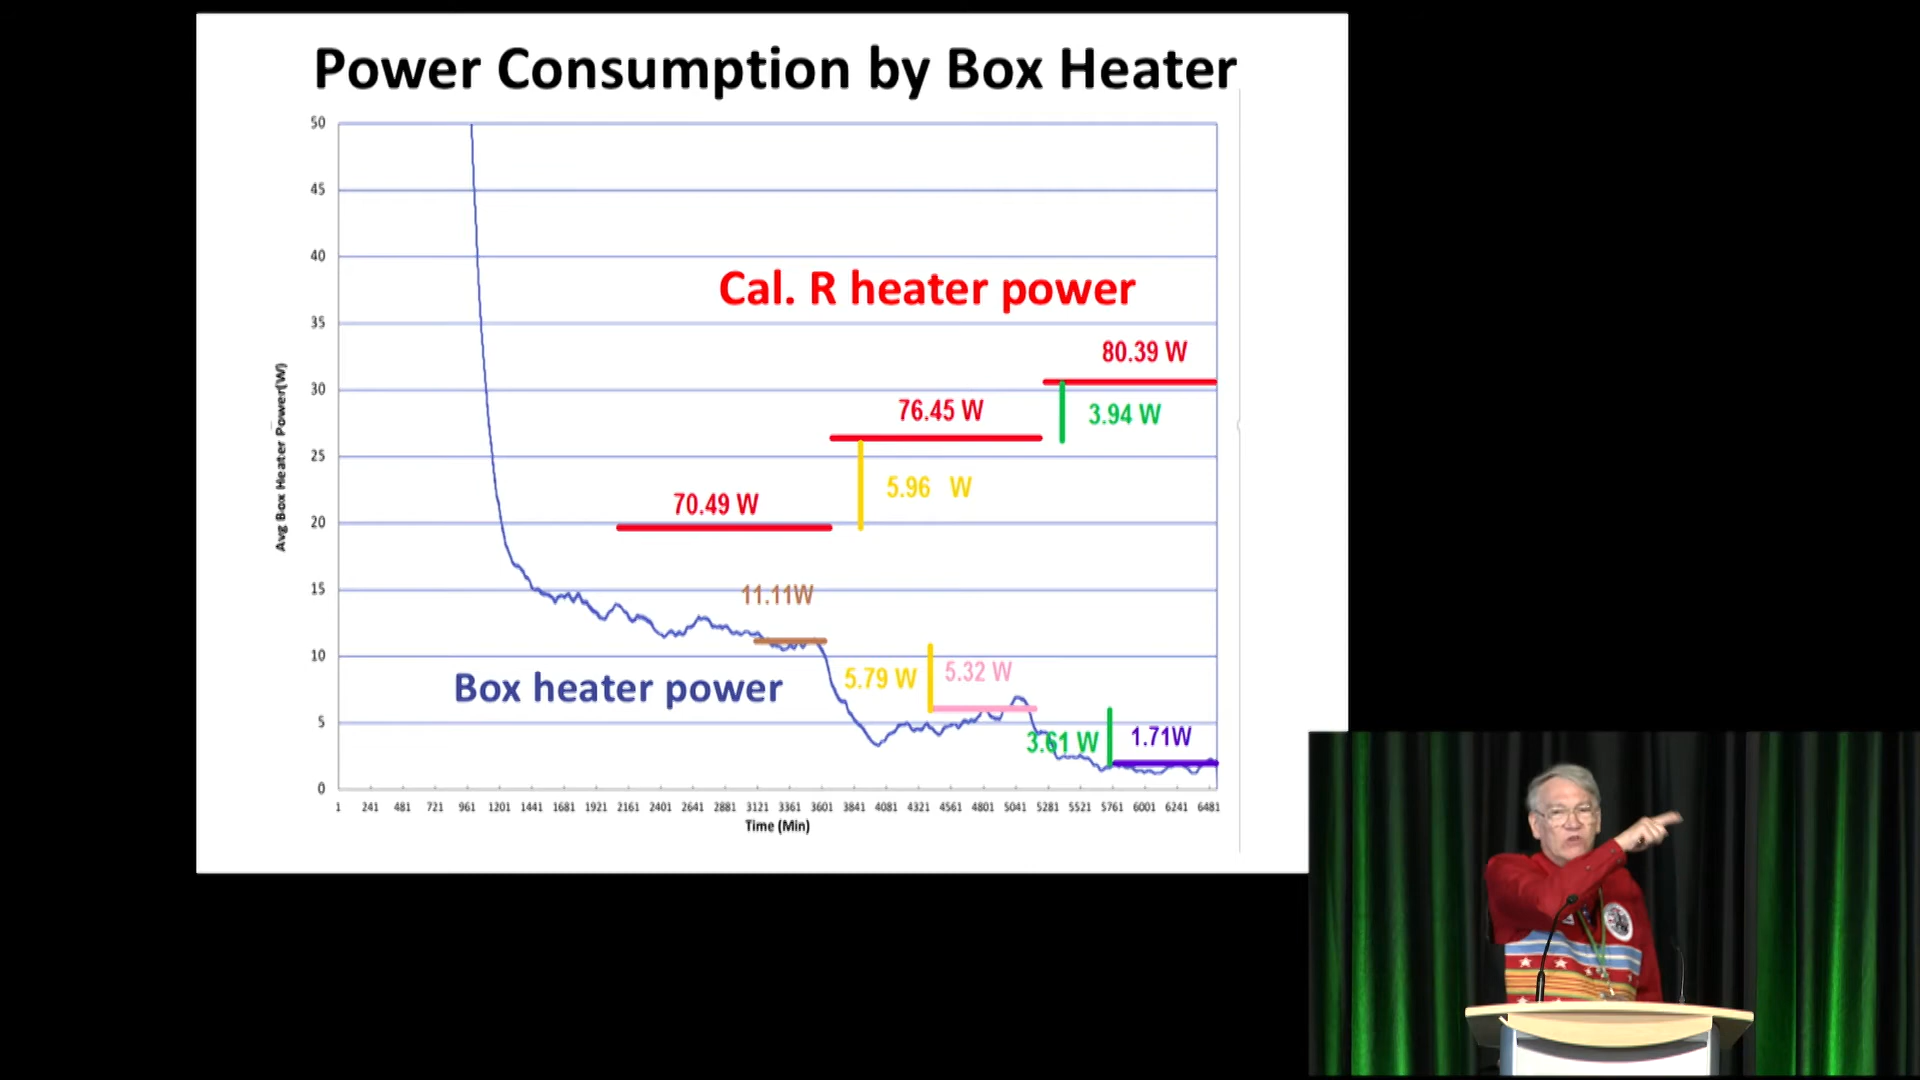 Power Consumption by Box Heater
50
45
40
35
30
25
20
15
10
5
0
Avg Box Heater Power(W)
Cal. R heater power
80.39 W
76.45 W
3.94 W
5.96 W
70.49 W
11.11W
5.79 W
5.32 W
Box heater power
3.61 W
1.71W
1 241 481 721 961 1201 1441 1681 1921 2161 2401 2641 2881 3121 3361 3601 3841 4081 4321 4561 4801 5041 5281 5521 5761 6001 6241 6481
Time (Min)